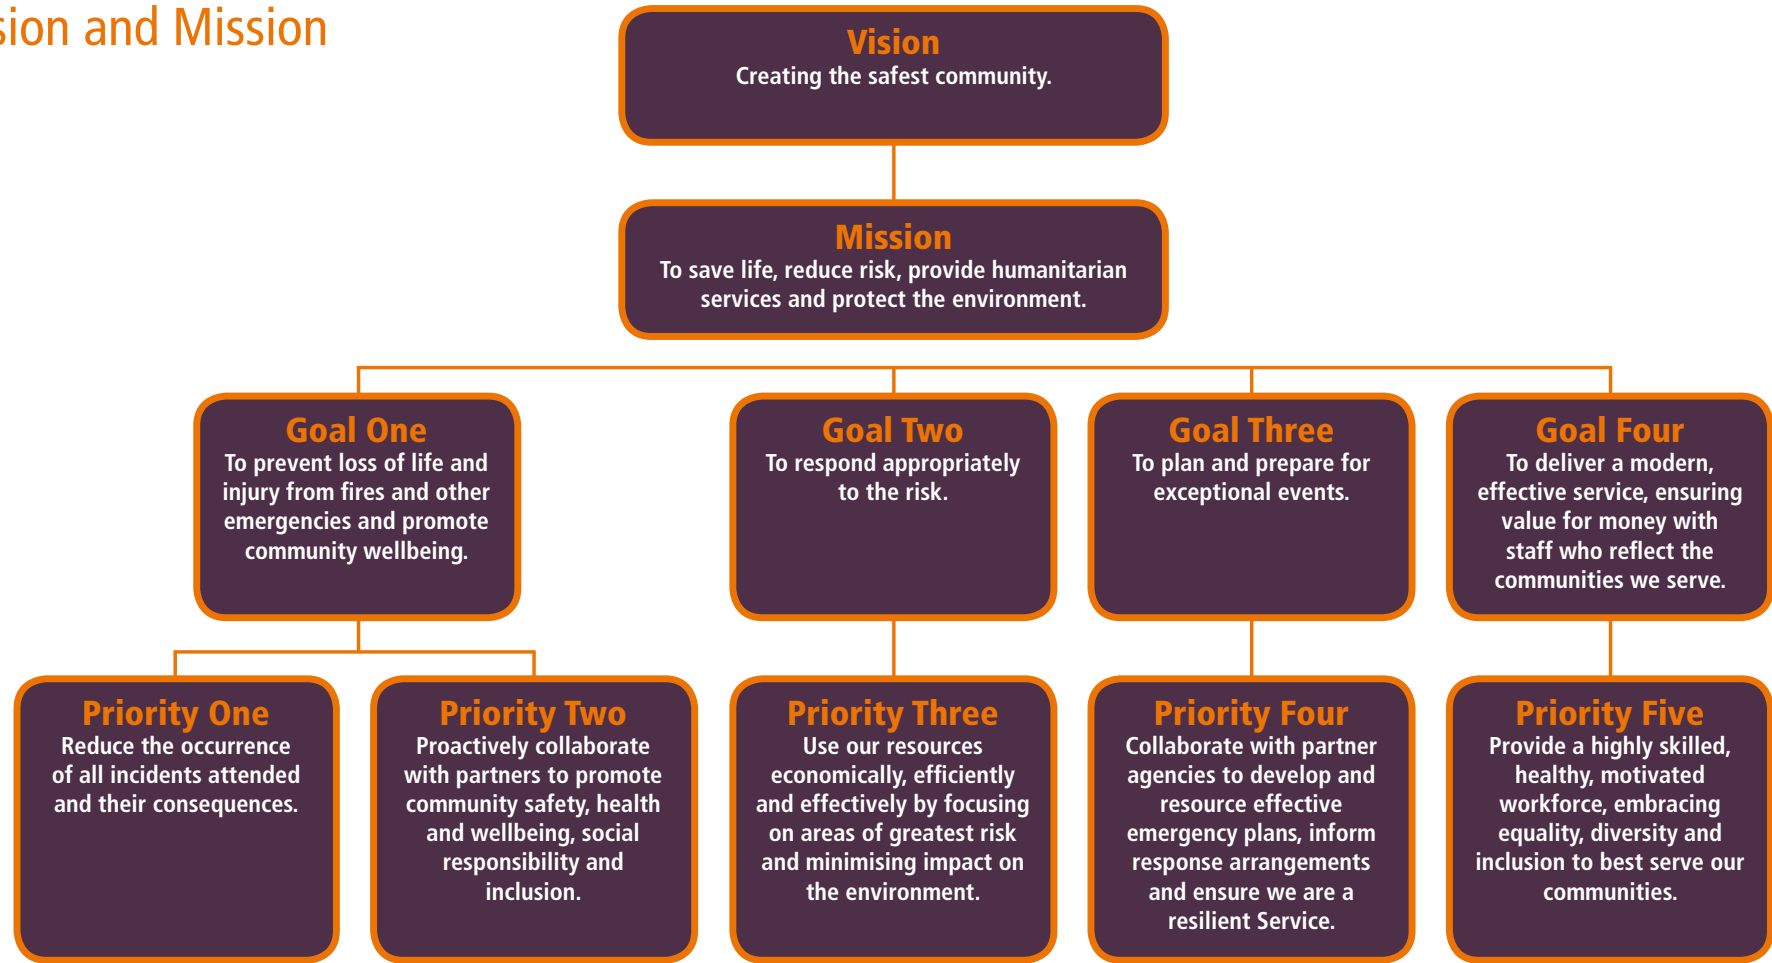 sion and Mission
Vision
Creating the safest community.
Mission
To save life, reduce risk, provide humanitarian
services and protect the environment.
Goal One
To prevent loss of life and
injury from fires and other
emergencies and promote
community wellbeing.
Goal Two
To respond appropriately
to the risk.
Goal Three
To plan and prepare for
exceptional events.
Goal Four
To deliver a modern,
effective service, ensuring
value for money with
staff who reflect the
communities we serve.
Priority One
Reduce the occurrence
of all incidents attended
and their consequences.
Priority Two
Proactively collaborate
with partners to promote
community safety, health
and wellbeing, social
responsibility and
inclusion.
Priority Three
Use our resources
economically, efficiently
and effectively by focusing
on areas of greatest risk
and minimising impact on
the environment.
Priority Four
Collaborate with partner
agencies to develop and
resource effective
emergency plans, inform
response arrangements
and ensure we are a
resilient Service.
Priority Five
Provide a highly skilled,
healthy, motivated
workforce, embracing
equality, diversity and
inclusion to best serve our
communities.